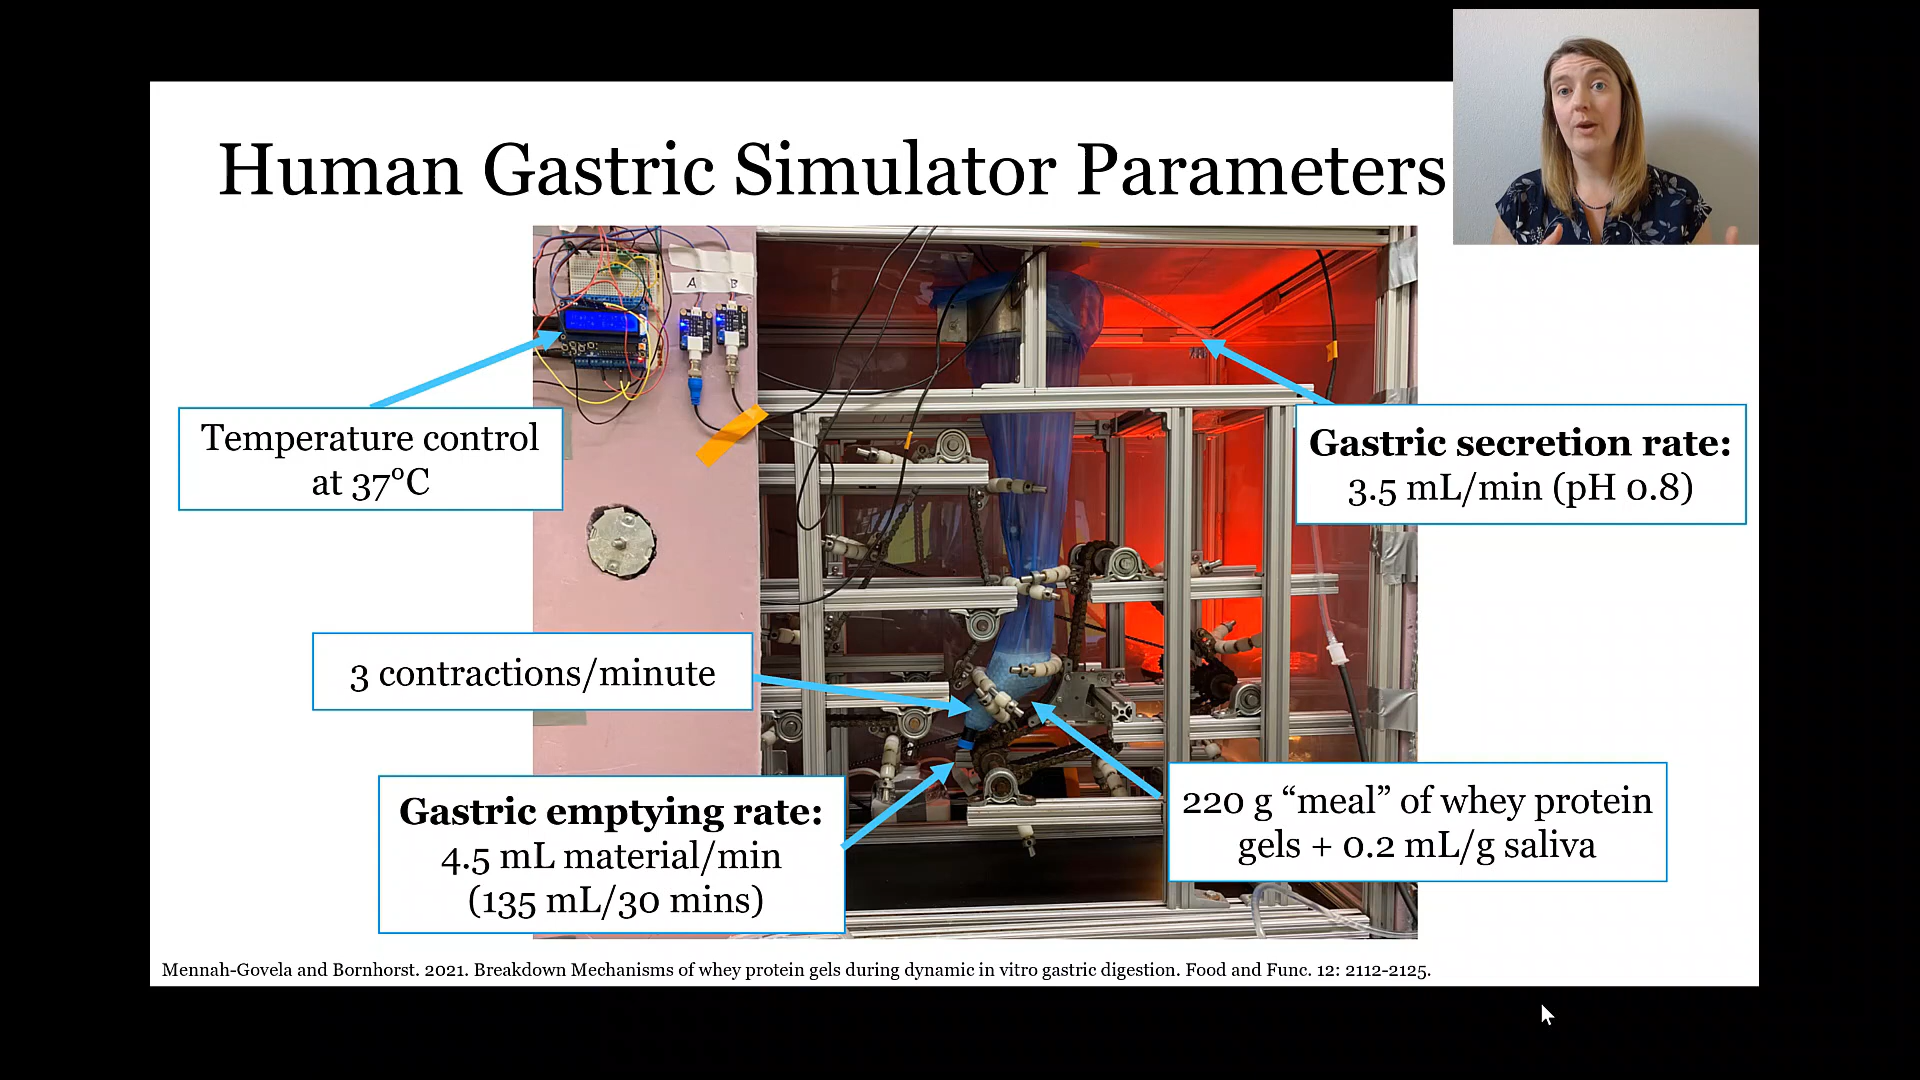 Human Gastric Simulator Parameters
A
B
Temperature control
at 37°C
Gastric secretion rate:
3.5 mL/min (pH 0.8)
3 contractions/minute
Gastric emptying rate:
4.5 mL material/min
(135 mL/30 mins)
220 g “meal” of whey protein
gels + 0.2 mL/g saliva
Mennah-Govela and Bornhorst. 2021. Breakdown Mechanisms of whey protein gels during dynamic in vitro gastric digestion. Food and Func. 12: 2112-2125.